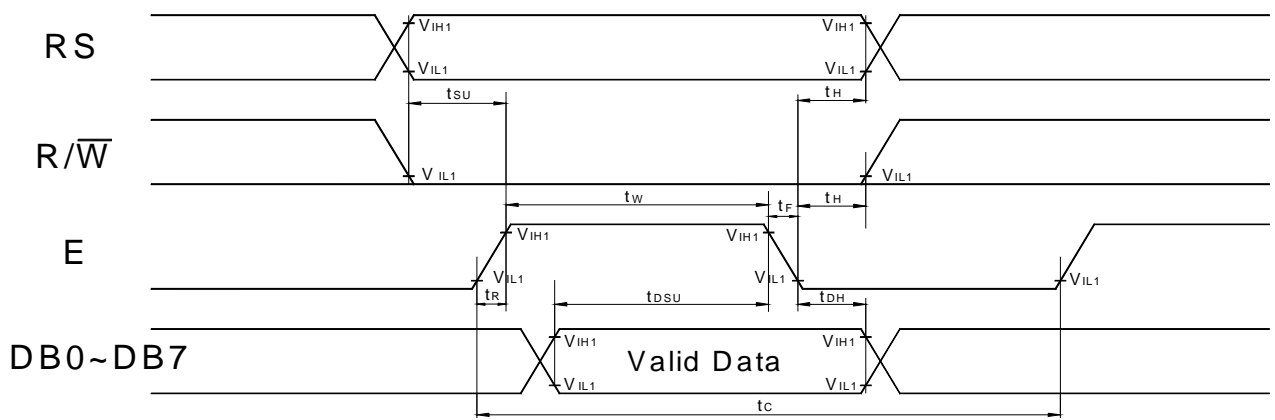 RS
VIH1
VIL1
VIH1
VIL1
tSU
tH
R/W̅
VIL1
VIL1
tW
tF
tH
E
VIH1
VIL1
VIH1
VIL1
VIL1
tR
tDSU
tDH
DB0~DB7
VIH1
VIL1
Valid Data
VIH1
VIL1
tC